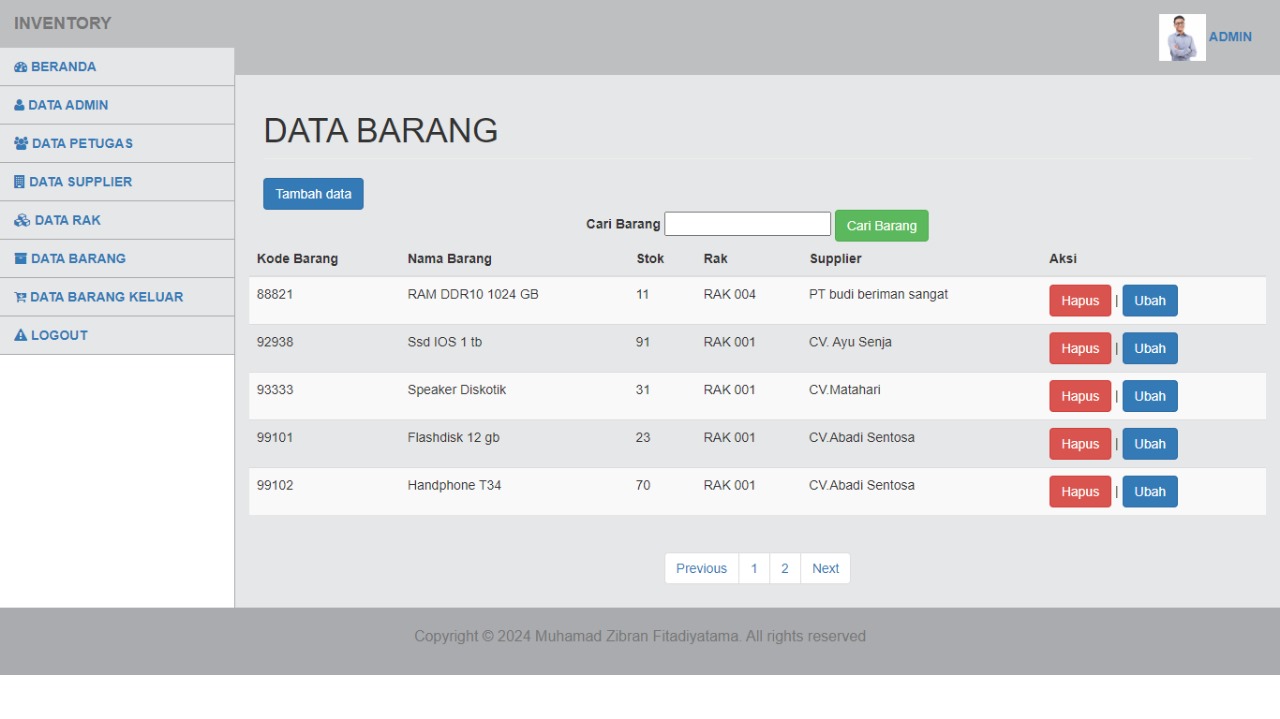 INVENTORY
ADMIN
BERANDA
DATA ADMIN
DATA PETUGAS
DATA SUPPLIER
DATA RAK
DATA BARANG
DATA BARANG KELUAR
LOGOUT
DATA BARANG
Tambah data
Cari Barang Cari Barang
Kode Barang Nama Barang Stok Rak Supplier Aksi
88821 RAM DDR10 1024 GB 11 RAK 004 PT budi beriman sangat Hapus | Ubah
92938 Ssd IOS 1 tb 91 RAK 001 CV. Ayu Senja Hapus | Ubah
93333 Speaker Diskotik 31 RAK 001 CV.Matahari Hapus | Ubah
99101 Flashdisk 12 gb 23 RAK 001 CV.Abadi Sentosa Hapus | Ubah
99102 Handphone T34 70 RAK 001 CV.Abadi Sentosa Hapus | Ubah
Previous 1 2 Next
Copyright © 2024 Muhamad Zibran Fitadiyatama. All rights reserved